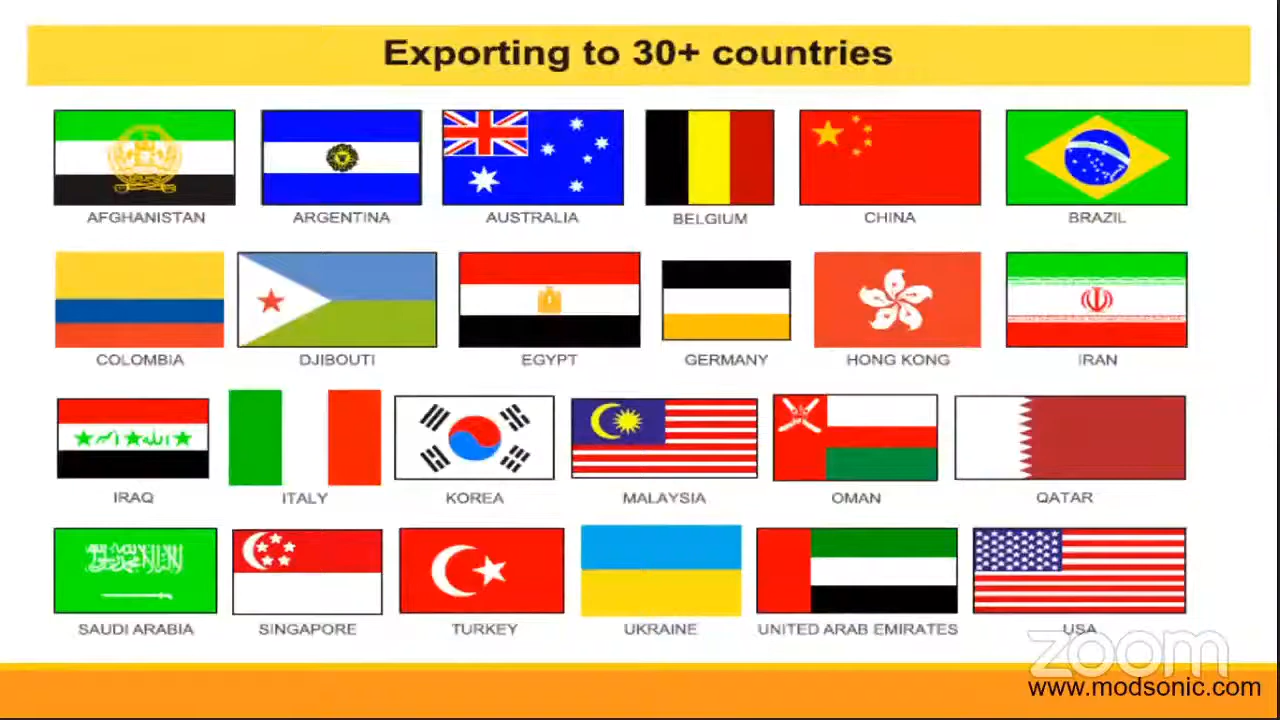 Exporting to 30+ countries
AFGHANISTAN
ARGENTINA
AUSTRALIA
BELGIUM
CHINA
BRAZIL
COLOMBIA
DJIBOUTI
EGYPT
GERMANY
HONG KONG
IRAN
IRAQ
ITALY
KOREA
MALAYSIA
OMAN
QATAR
SAUDI ARABIA
SINGAPORE
TURKEY
UKRAINE
UNITED ARAB EMIRATES
USA
zoom
www.modsonic.com